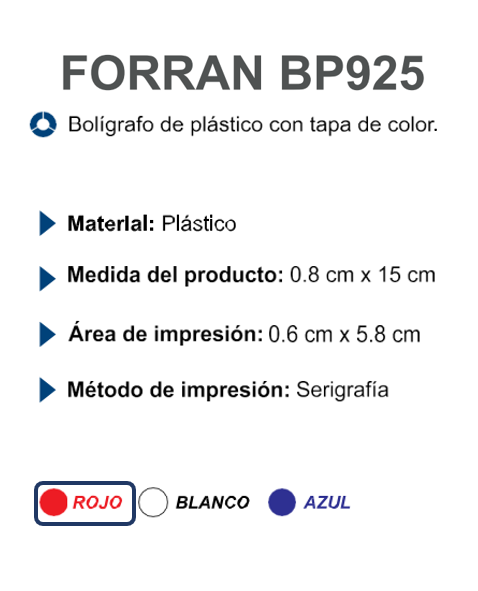 FORRAN BP925
Bolígrafo de plástico con tapa de color.
Materlal: Plástico
Medida del producto: 0.8 cm x 15 cm
Área de impresión: 0.6 cm x 5.8 cm
Método de impresión: Serigrafía
ROJO BLANCO AZUL